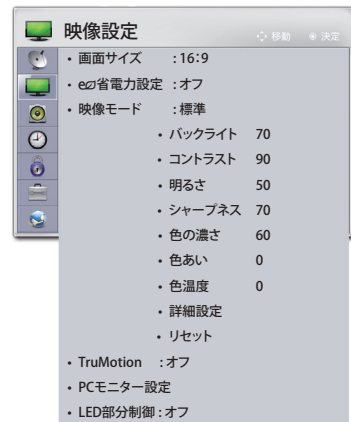 映像設定
移動 決定
• 画面サイズ :16:9
• e省電力設定 :オフ
• 映像モード :標準
• バックライト 70
• コントラスト 90
• 明るさ 50
• シャープネス 70
• 色の濃さ 60
• 色あい 0
• 色温度 0
• 詳細設定
• リセット
• TruMotion :オフ
• PCモニター設定
• LED部分制御 : オフ